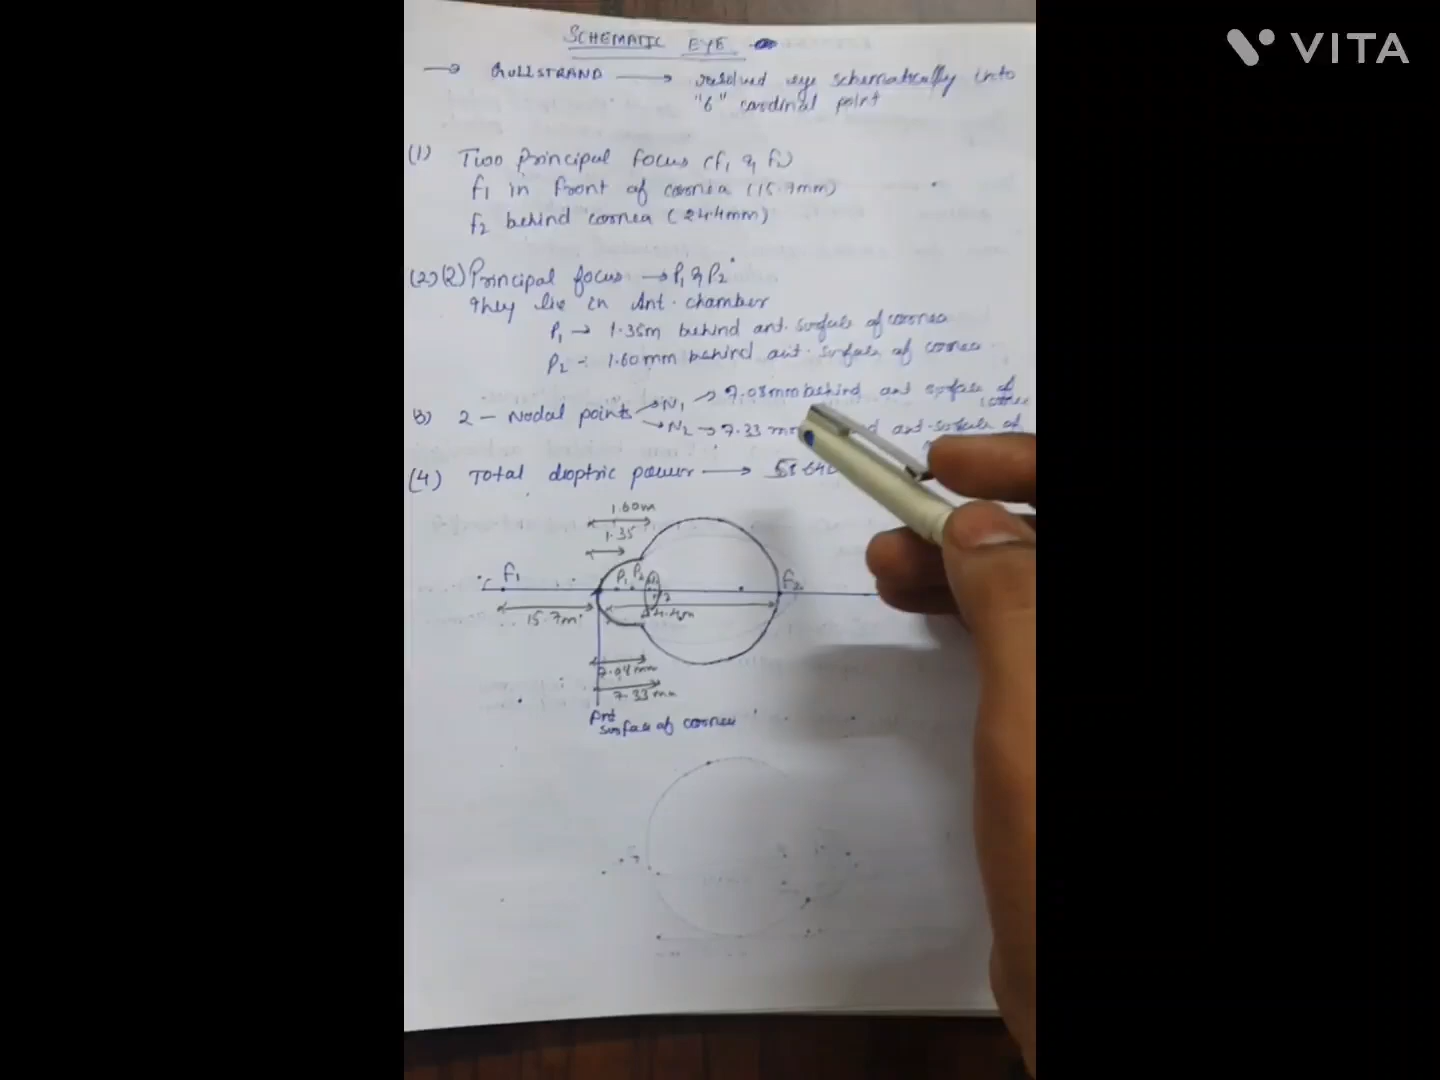 VITA
SCHEMATIC EYE
→ GULLSTRAND → resolved eye schematically into
"6" cardinal point
(1) Two principal focus (f1 & f2)
f1 in front of cornea (15.7mm)
f2 behind cornea (24.4mm)
(2) (2) Principal focus → P1 & P2
They lie in Ant. chamber
P1 → 1.35m behind ant. surface of cornea
P2 - 1.60mm behind ant. surface of cornea
3) 2 - Nodal points → N1 → 7.08mm behind ant surface of cornea
→ N2 → 7.33 ant. surface of
(4) Total dioptric power →
1.60m
1.35
f1 P1 P2 f2
15.7m 24.4m
7.08mm
7.33mm
Ant
surface of cornea